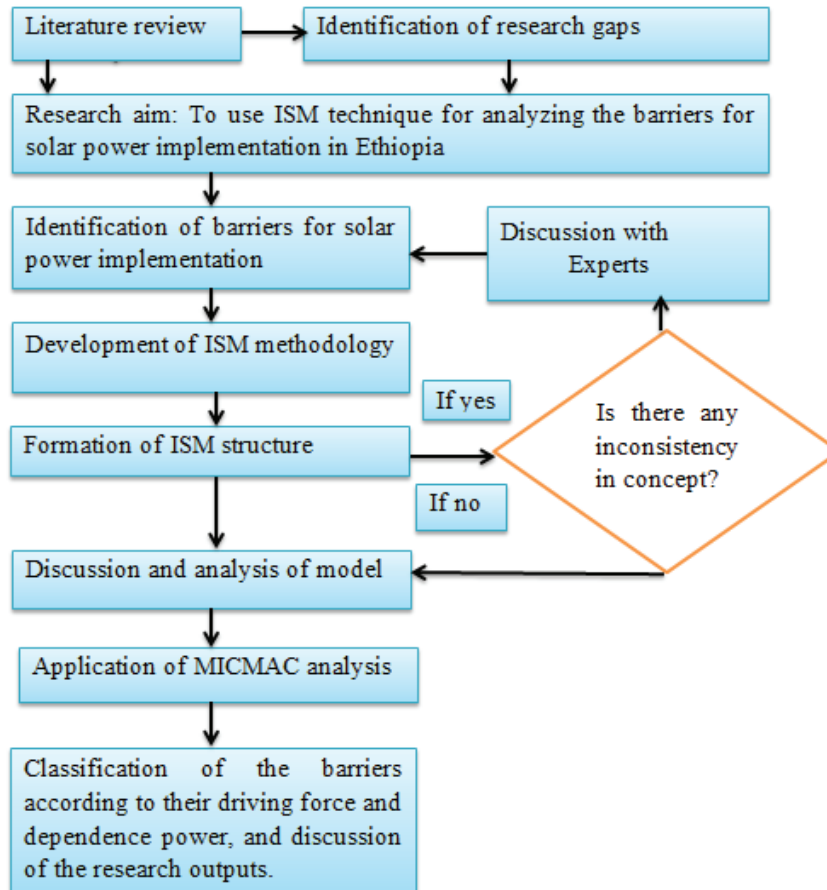 Literature review
Identification of research gaps
Research aim: To use ISM technique for analyzing the barriers for
solar power implementation in Ethiopia
Identification of barriers for solar
power implementation
Discussion with
Experts
Development of ISM methodology
If yes
Is there any
inconsistency
in concept?
Formation of ISM structure
If no
Discussion and analysis of model
Application of MICMAC analysis
Classification of the barriers
according to their driving force and
dependence power, and discussion
of the research outputs.